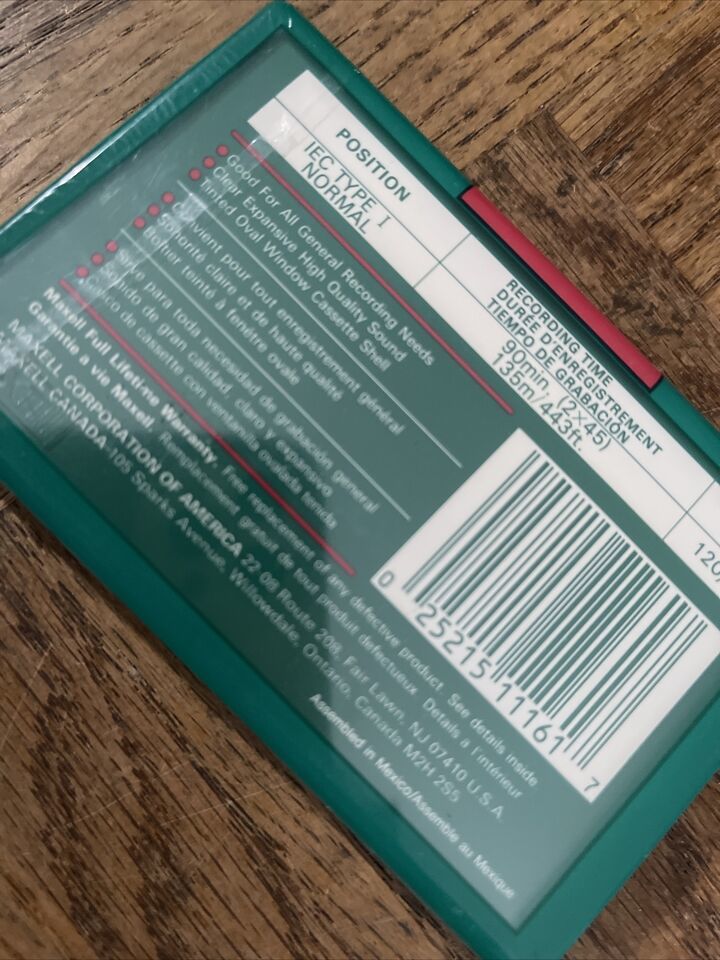 POSITION
IEC TYPE I
NORMAL
RECORDING TIME
DURÉE D'ENREGISTREMENT
TIEMPO DE GRABACIÓN
90min. (2×45)
135m/443ft.
120
Good For All General Recording Needs
Clear, Expansive High Quality Sound
Tinted Oval Window Cassette Shell
Convient pour tout enregistrement général
Sonorité claire et de haute qualité
Boîtier teinté à fenêtre ovale
para toda necesidad de grabación general
Sonido de gran calidad, claro y expansivo
de cassette con ventanilla ovalada teñida
Maxell Full Lifetime Warranty. Free replacement of any defective product. See details inside
Garantie à vie Maxell. Remplacement gratuit de tout produit défectueux. Détails à l'intérieur
MAXELL CORPORATION OF AMERICA 22-08 Route 208, Fair Lawn, NJ 07410 U.S.A.
MAXELL CANADA 105 Sparks Avenue, Willowdale, Ontario, Canada M2H 2S5
Assembled in Mexico/Assemblé au Mexique
0 25215 11161 7